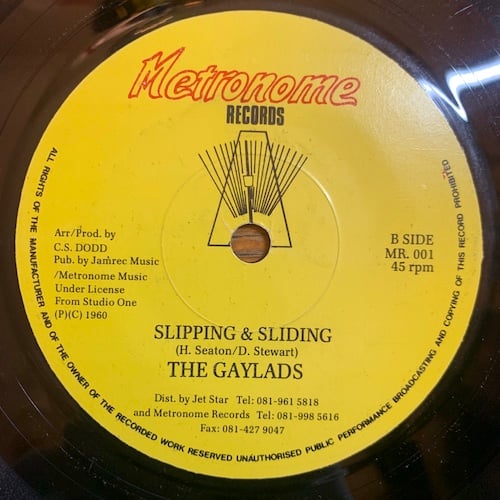 Metronome
RECORDS
ALL RIGHTS OF THE MANUFACTURER AND OF THE OWNER OF THE RECORDED WORK RESERVED UNAUTHORISED PUBLIC PERFORMANCE BROADCASTING AND COPYING OF THIS RECORD PROHIBITED
Arr/Prod. by
C.S. DODD
Pub. by Jamrec Music
/Metronome Music
Under License
From Studio One
(P)(C) 1960
B SIDE
MR. 001
45 rpm
SLIPPING & SLIDING
(H. Seaton/D. Stewart)
THE GAYLADS
Dist. by Jet Star Tel: 081-961 5818
and Metronome Records Tel: 081-998 5616
Fax: 081-427 9047